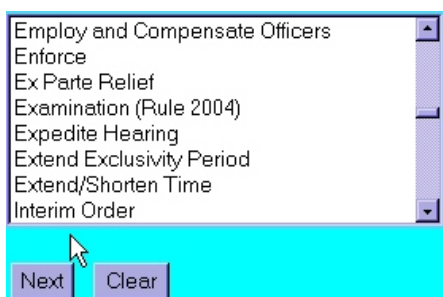 Employ and Compensate Officers
Enforce
Ex Parte Relief
Examination (Rule 2004)
Expedite Hearing
Extend Exclusivity Period
Extend/Shorten Time
Interim Order
Next Clear